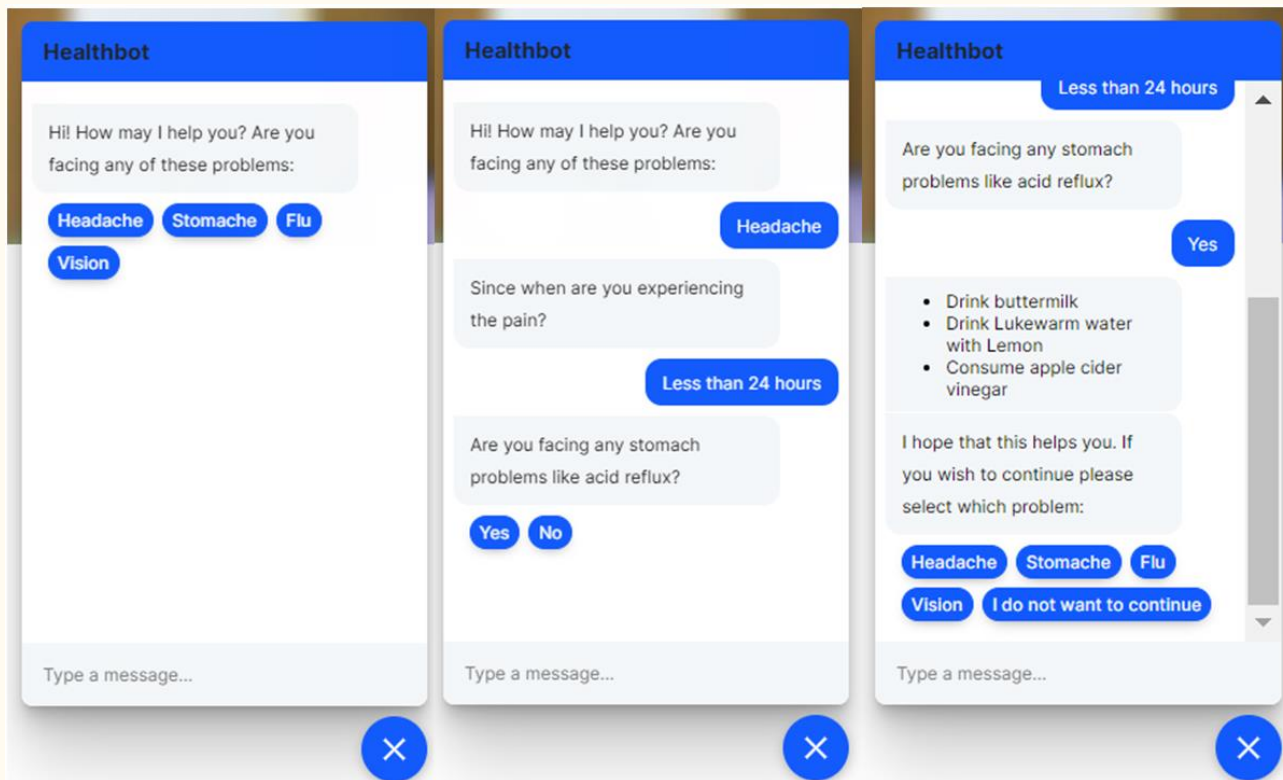 Healthbot
Hi! How may I help you? Are you
facing any of these problems:
Headache Stomache Flu
Vision
Type a message...
Healthbot
Hi! How may I help you? Are you
facing any of these problems:
Headache
Since when are you experiencing
the pain?
Less than 24 hours
Are you facing any stomach
problems like acid reflux?
Yes No
Type a message...
Healthbot
Less than 24 hours
Are you facing any stomach
problems like acid reflux?
Yes
• Drink buttermilk
• Drink Lukewarm water
with Lemon
• Consume apple cider
vinegar
I hope that this helps you. If
you wish to continue please
select which problem:
Headache Stomache Flu
Vision I do not want to continue
Type a message...